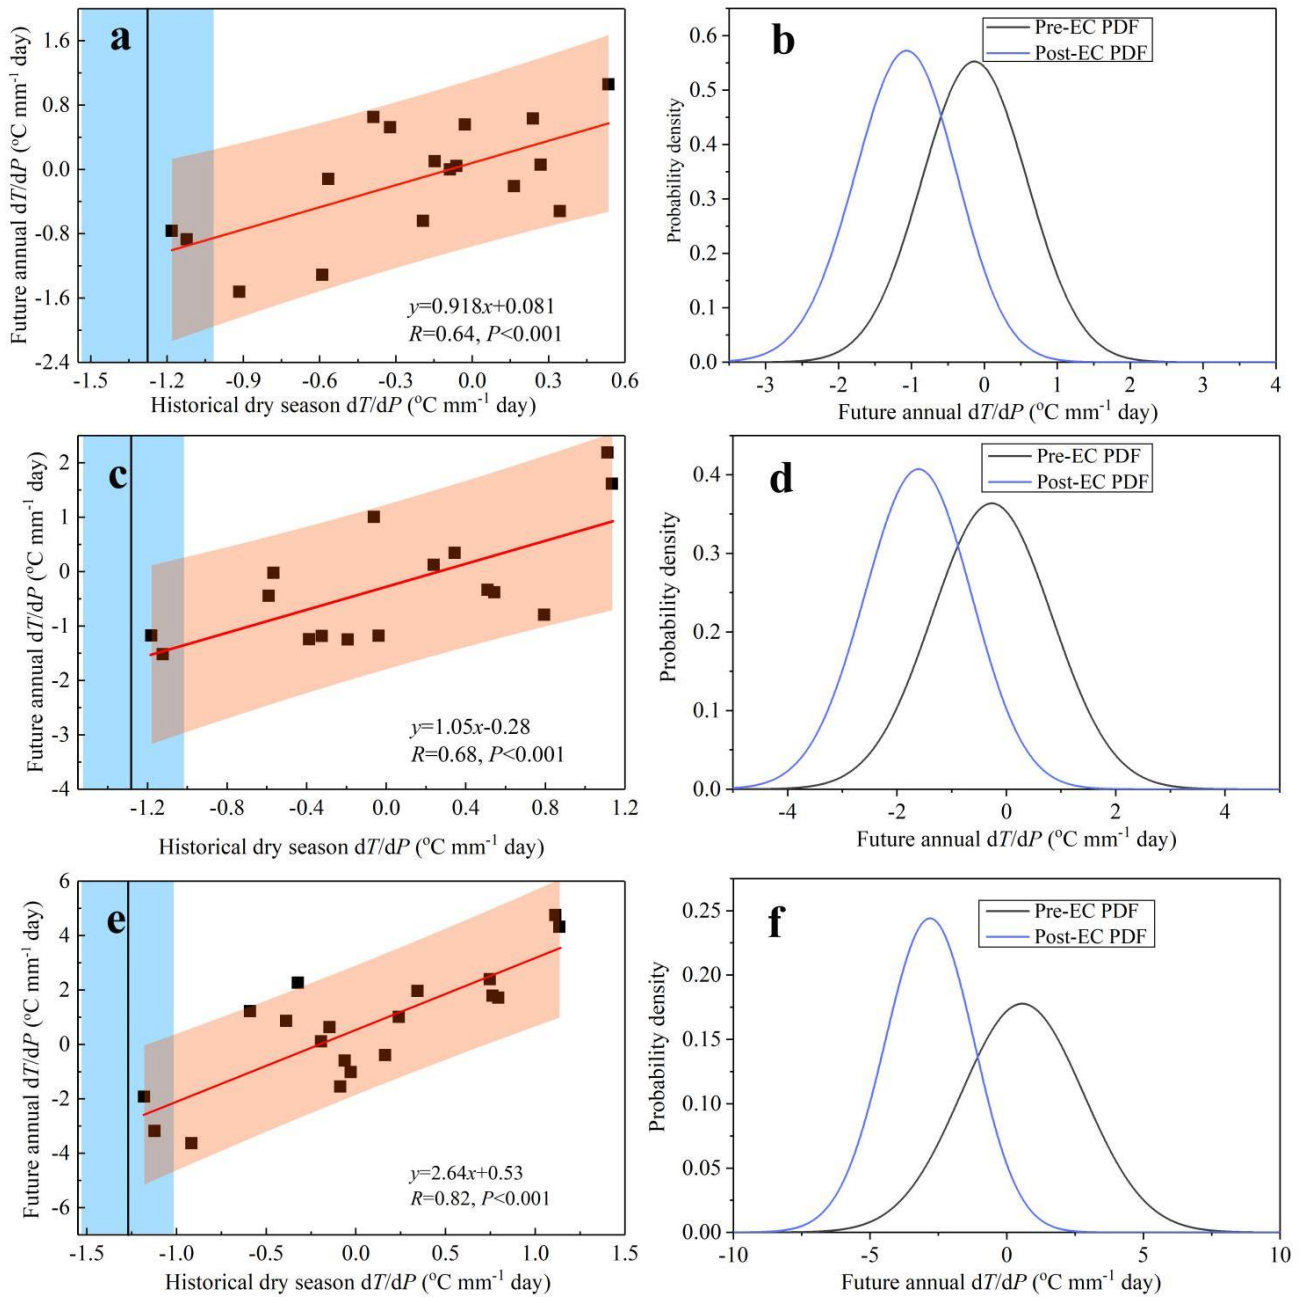 a
Future annual dT/dP (°C mm⁻¹ day)
1.6
0.8
0.0
-0.8
-1.6
-2.4
y=0.918x+0.081
R=0.64, P<0.001
-1.5 -1.2 -0.9 -0.6 -0.3 0.0 0.3 0.6
Historical dry season dT/dP (°C mm⁻¹ day)
b
Pre-EC PDF
Post-EC PDF
Probability density
0.6
0.5
0.4
0.3
0.2
0.1
0.0
-3 -2 -1 0 1 2 3 4
Future annual dT/dP (°C mm⁻¹ day)
c
Future annual dT/dP (°C mm⁻¹ day)
2
1
0
-1
-2
-3
-4
y=1.05x-0.28
R=0.68, P<0.001
-1.2 -0.8 -0.4 0.0 0.4 0.8 1.2
Historical dry season dT/dP (°C mm⁻¹ day)
d
Pre-EC PDF
Post-EC PDF
Probability density
0.4
0.3
0.2
0.1
0.0
-4 -2 0 2 4
Future annual dT/dP (°C mm⁻¹ day)
e
Future annual dT/dP (°C mm⁻¹ day)
6
4
2
0
-2
-4
-6
y=2.64x+0.53
R=0.82, P<0.001
-1.5 -1.0 -0.5 0.0 0.5 1.0 1.5
Historical dry season dT/dP (°C mm⁻¹ day)
f
Pre-EC PDF
Post-EC PDF
Probability density
0.25
0.20
0.15
0.10
0.05
0.00
-10 -5 0 5 10
Future annual dT/dP (°C mm⁻¹ day)